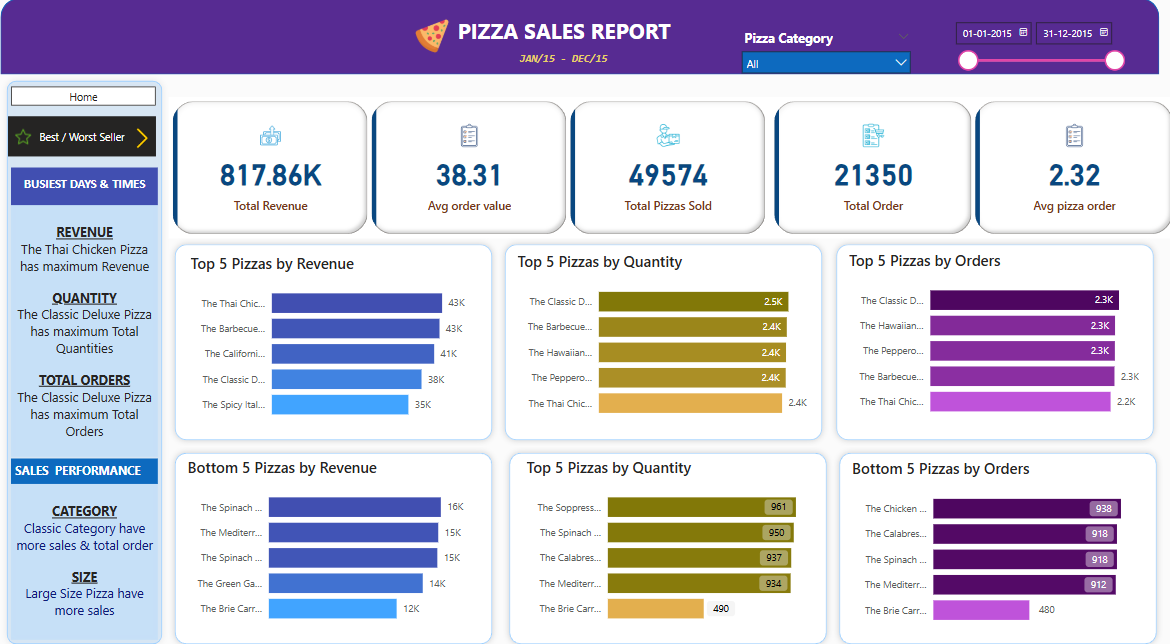 PIZZA SALES REPORT
JAN/15 - DEC/15
Pizza Category
All
01-01-2015
31-12-2015
Home
Best / Worst Seller
BUSIEST DAYS & TIMES
REVENUE
The Thai Chicken Pizza
has maximum Revenue
QUANTITY
The Classic Deluxe Pizza
has maximum Total
Quantities
TOTAL ORDERS
The Classic Deluxe Pizza
has maximum Total
Orders
SALES PERFORMANCE
CATEGORY
Classic Category have
more sales & total order
SIZE
Large Size Pizza have
more sales
817.86K
Total Revenue
38.31
Avg order value
49574
Total Pizzas Sold
21350
Total Order
2.32
Avg pizza order
Top 5 Pizzas by Revenue
The Thai Chic... 43K
The Barbecue... 43K
The Californi... 41K
The Classic D... 38K
The Spicy Ital... 35K
Top 5 Pizzas by Quantity
The Classic D... 2.5K
The Barbecue... 2.4K
The Hawaiian... 2.4K
The Peppero... 2.4K
The Thai Chic... 2.4K
Top 5 Pizzas by Orders
The Classic D... 2.3K
The Hawaiian... 2.3K
The Peppero... 2.3K
The Barbecue... 2.3K
The Thai Chic... 2.2K
Bottom 5 Pizzas by Revenue
The Spinach ... 16K
The Mediterr... 15K
The Spinach ... 15K
The Green Ga... 14K
The Brie Carr... 12K
Top 5 Pizzas by Quantity
The Soppress... 961
The Spinach ... 950
The Calabres... 937
The Mediterr... 934
The Brie Carr... 490
Bottom 5 Pizzas by Orders
The Chicken ... 938
The Calabres... 918
The Spinach ... 918
The Mediterr... 912
The Brie Carr... 480